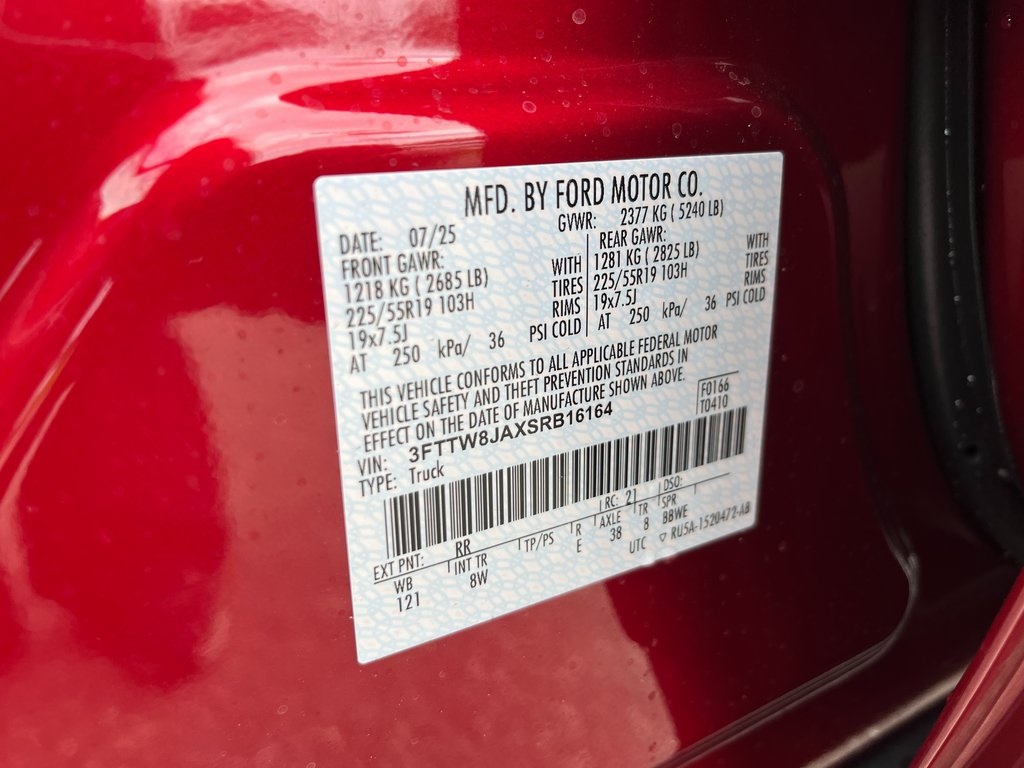 MFD. BY FORD MOTOR CO.
DATE: 07/25 GVWR: 2377 KG ( 5240 LB)
FRONT GAWR: REAR GAWR:
1218 KG ( 2685 LB) WITH 1281 KG ( 2825 LB) WITH
225/55R19 103H TIRES 225/55R19 103H TIRES
19x7.5J RIMS 19x7.5J RIMS
AT 250 kPa/ 36 PSI COLD AT 250 kPa/ 36 PSI COLD
THIS VEHICLE CONFORMS TO ALL APPLICABLE FEDERAL MOTOR
VEHICLE SAFETY AND THEFT PREVENTION STANDARDS IN
EFFECT ON THE DATE OF MANUFACTURE SHOWN ABOVE.
VIN: 3FTTW8JAXSRB16164 F0166
TYPE: Truck T0410
EXT PNT: RR RC: 21 DSO:
WB INT TR TP/PS R AXLE TR SPR
121 8W E 38 8 BBWE
UTC ▽ RU5A-1520472-AB